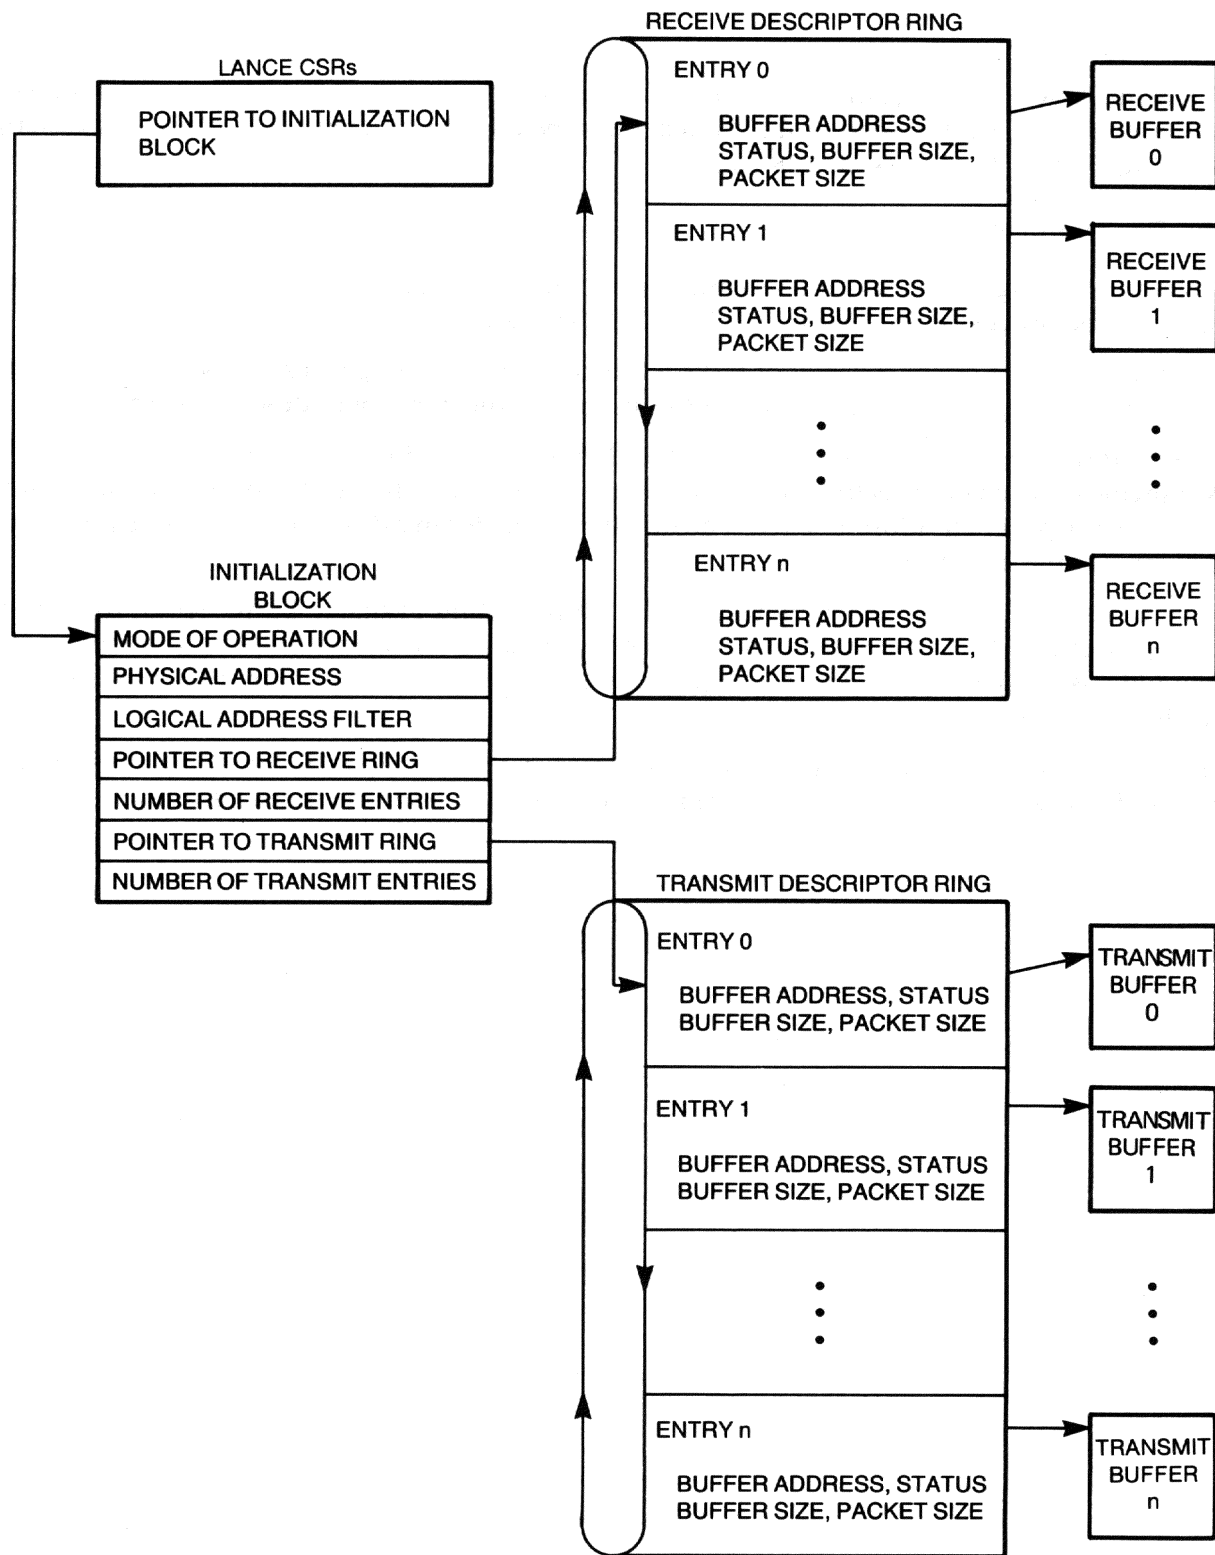 LANCE CSRs
POINTER TO INITIALIZATION
BLOCK
INITIALIZATION
BLOCK
MODE OF OPERATION
PHYSICAL ADDRESS
LOGICAL ADDRESS FILTER
POINTER TO RECEIVE RING
NUMBER OF RECEIVE ENTRIES
POINTER TO TRANSMIT RING
NUMBER OF TRANSMIT ENTRIES
RECEIVE DESCRIPTOR RING
ENTRY 0
BUFFER ADDRESS
STATUS, BUFFER SIZE,
PACKET SIZE
ENTRY 1
BUFFER ADDRESS
STATUS, BUFFER SIZE,
PACKET SIZE
ENTRY n
BUFFER ADDRESS
STATUS, BUFFER SIZE,
PACKET SIZE
RECEIVE
BUFFER
0
RECEIVE
BUFFER
1
RECEIVE
BUFFER
n
TRANSMIT DESCRIPTOR RING
ENTRY 0
BUFFER ADDRESS, STATUS
BUFFER SIZE, PACKET SIZE
ENTRY 1
BUFFER ADDRESS, STATUS
BUFFER SIZE, PACKET SIZE
ENTRY n
BUFFER ADDRESS, STATUS
BUFFER SIZE, PACKET SIZE
TRANSMIT
BUFFER
0
TRANSMIT
BUFFER
1
TRANSMIT
BUFFER
n